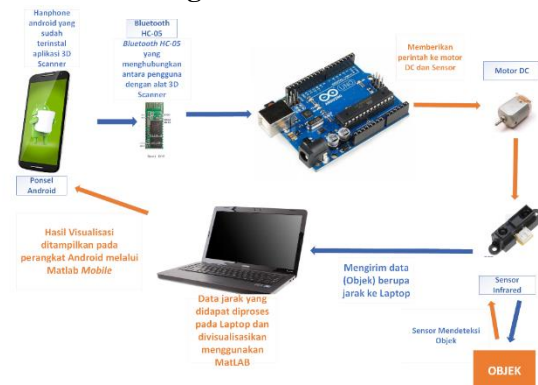 Hanphone
android yang
sudah
terinstal
aplikasi 3D
Scanner
Bluetooth
HC-05
Bluetooth HC-05
yang
menghubungkan
antara pengguna
dengan alat 3D
Scanner
Memberikan
perintah ke motor
DC dan Sensor
Motor DC
Ponsel
Android
Hasil Visualisasi
ditampilkan pada
perangkat Android melalui
Matlab Mobile
Data jarak yang
didapat diproses
pada Laptop dan
divisualisasikan
menggunakan
MatLAB
Mengirim data
(Objek) berupa
jarak ke Laptop
Sensor
Infrared
Sensor Mendeteksi
Objek
OBJEK